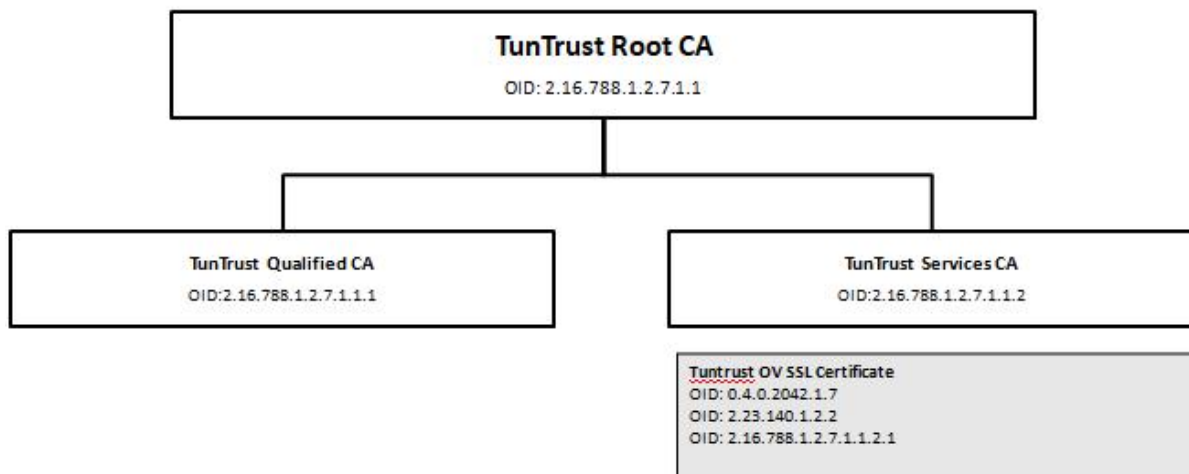 TunTrust Root CA
OID: 2.16.788.1.2.7.1.1
TunTrust Qualified CA
OID:2.16.788.1.2.7.1.1.1
TunTrust Services CA
OID:2.16.788.1.2.7.1.1.2
Tuntrust OV SSL Certificate
OID: 0.4.0.2042.1.7
OID: 2.23.140.1.2.2
OID: 2.16.788.1.2.7.1.1.2.1